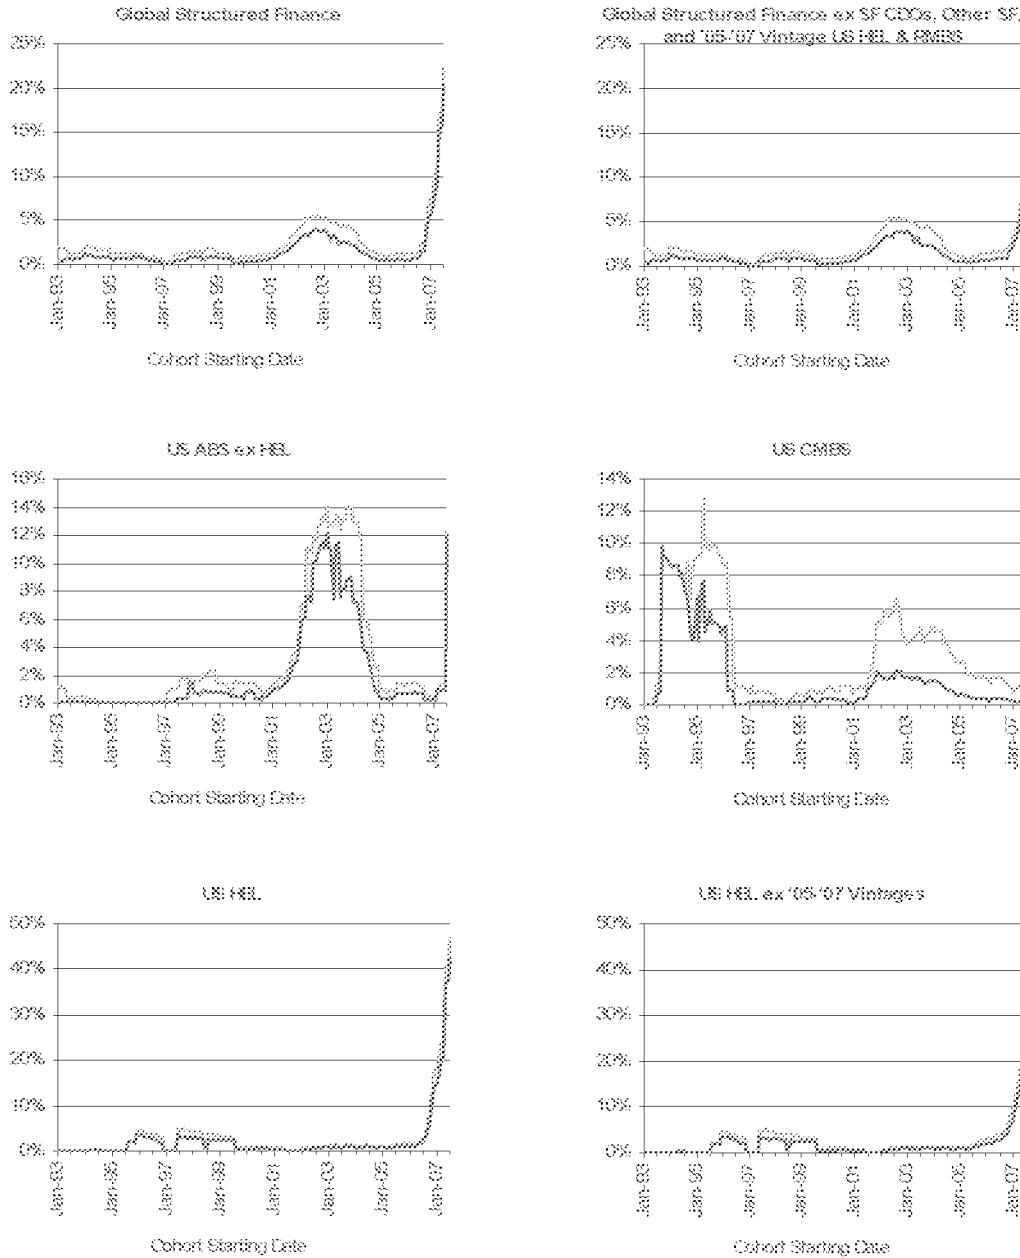 Global Structured Finance
25%
20%
15%
10%
5%
0%
Jan-93
Jan-95
Jan-97
Jan-99
Jan-01
Jan-03
Jan-05
Jan-07
Cohort Starting Date
Global Structured Finance ex SF CDOs, Other SF,
and '05-'07 Vintage US HEL & RMBS
25%
20%
15%
10%
5%
0%
Jan-93
Jan-95
Jan-97
Jan-99
Jan-01
Jan-03
Jan-05
Jan-07
Cohort Starting Date
US ABS ex HEL
16%
14%
12%
10%
8%
6%
4%
2%
0%
Jan-93
Jan-95
Jan-97
Jan-99
Jan-01
Jan-03
Jan-05
Jan-07
Cohort Starting Date
US CMBS
14%
12%
10%
8%
6%
4%
2%
0%
Jan-93
Jan-95
Jan-97
Jan-99
Jan-01
Jan-03
Jan-05
Jan-07
Cohort Starting Date
US HEL
50%
40%
30%
20%
10%
0%
Jan-93
Jan-95
Jan-97
Jan-99
Jan-01
Jan-03
Jan-05
Jan-07
Cohort Starting Date
US HEL ex '05-'07 Vintages
50%
40%
30%
20%
10%
0%
Jan-93
Jan-95
Jan-97
Jan-99
Jan-01
Jan-03
Jan-05
Jan-07
Cohort Starting Date